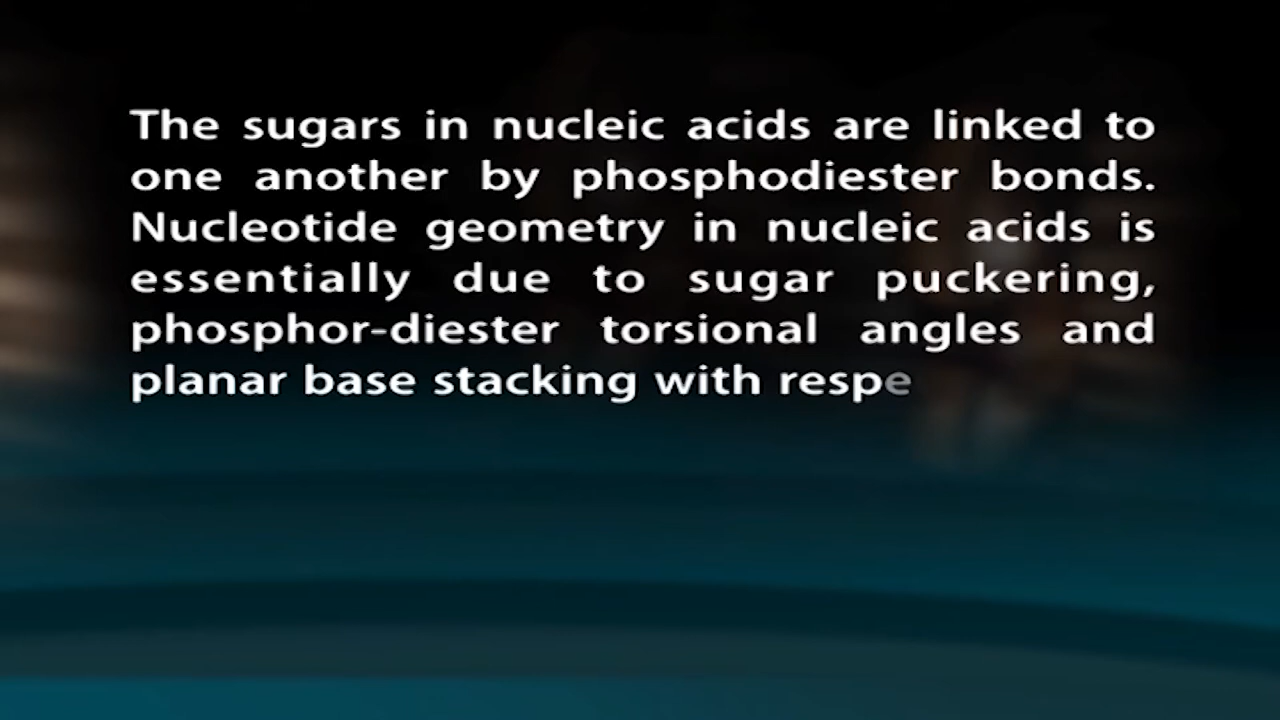 The sugars in nucleic acids are linked to
one another by phosphodiester bonds.
Nucleotide geometry in nucleic acids is
essentially due to sugar puckering,
phosphor-diester torsional angles and
planar base stacking with respe